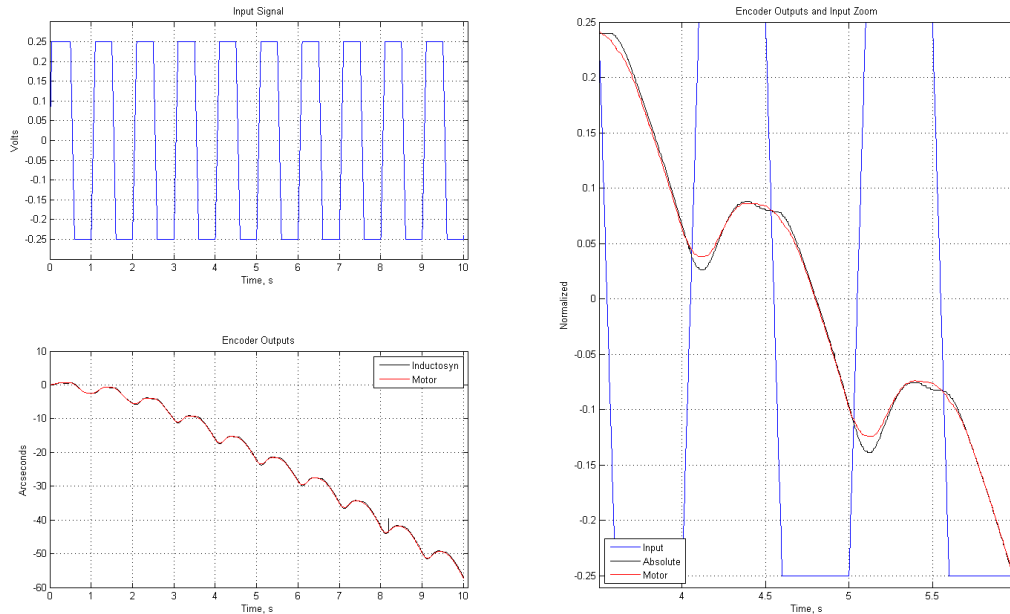 Input Signal
Volts
0.25
0.2
0.15
0.1
0.05
0
-0.05
-0.1
-0.15
-0.2
-0.25
0 1 2 3 4 5 6 7 8 9 10
Time, s
Encoder Outputs
Arcseconds
10
0
-10
-20
-30
-40
-50
-60
Inductosyn
Motor
0 1 2 3 4 5 6 7 8 9 10
Time, s
Encoder Outputs and Input Zoom
Normalized
0.25
0.2
0.15
0.1
0.05
0
-0.05
-0.1
-0.15
-0.2
-0.25
Input
Absolute
Motor
4 4.5 5 5.5
Time, s